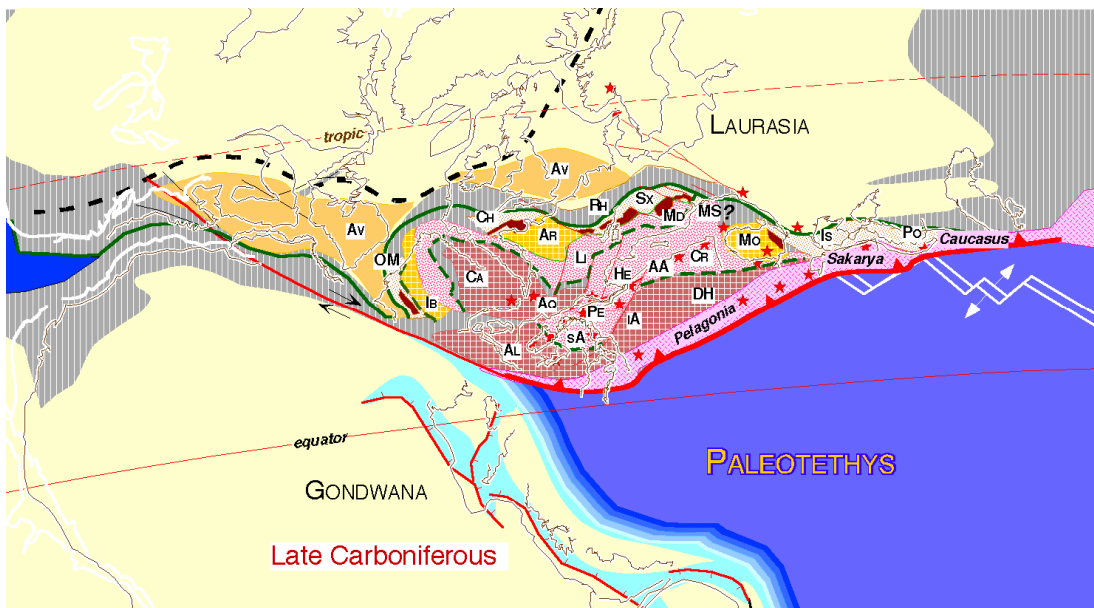 tropic
LAURASIA
AV
RH
SX
MD
MS?
CH
AV
AR
MO
IS
PO
Caucasus
Sakarya
OM
LI
HE
AA
CR
CA
IB
AQ
PE
DH
IA
Pelagonia
SA
AL
equator
PALEOTETHYS
GONDWANA
Late Carboniferous